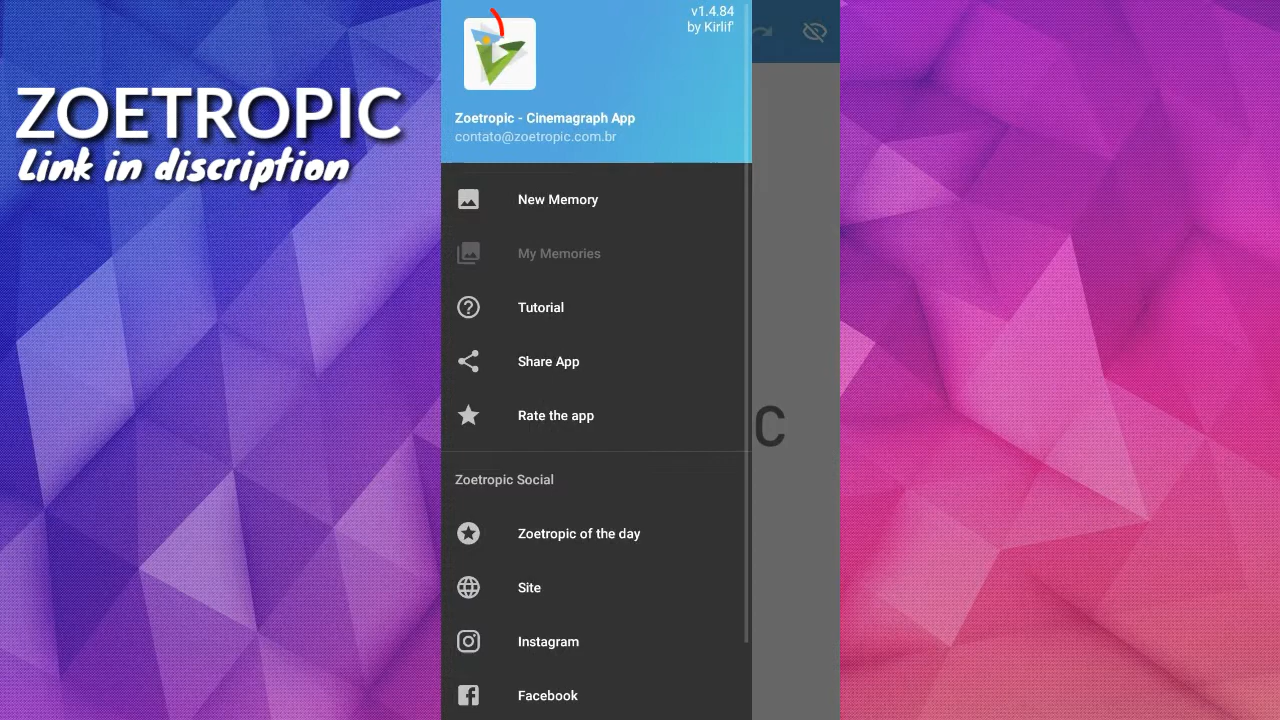 ZOETROPIC
Link in discription
v1.4.84
by Kirlif'
Zoetropic - Cinemagraph App
contato@zoetropic.com.br
New Memory
My Memories
Tutorial
Share App
Rate the app
C
Zoetropic Social
Zoetropic of the day
Site
Instagram
Facebook